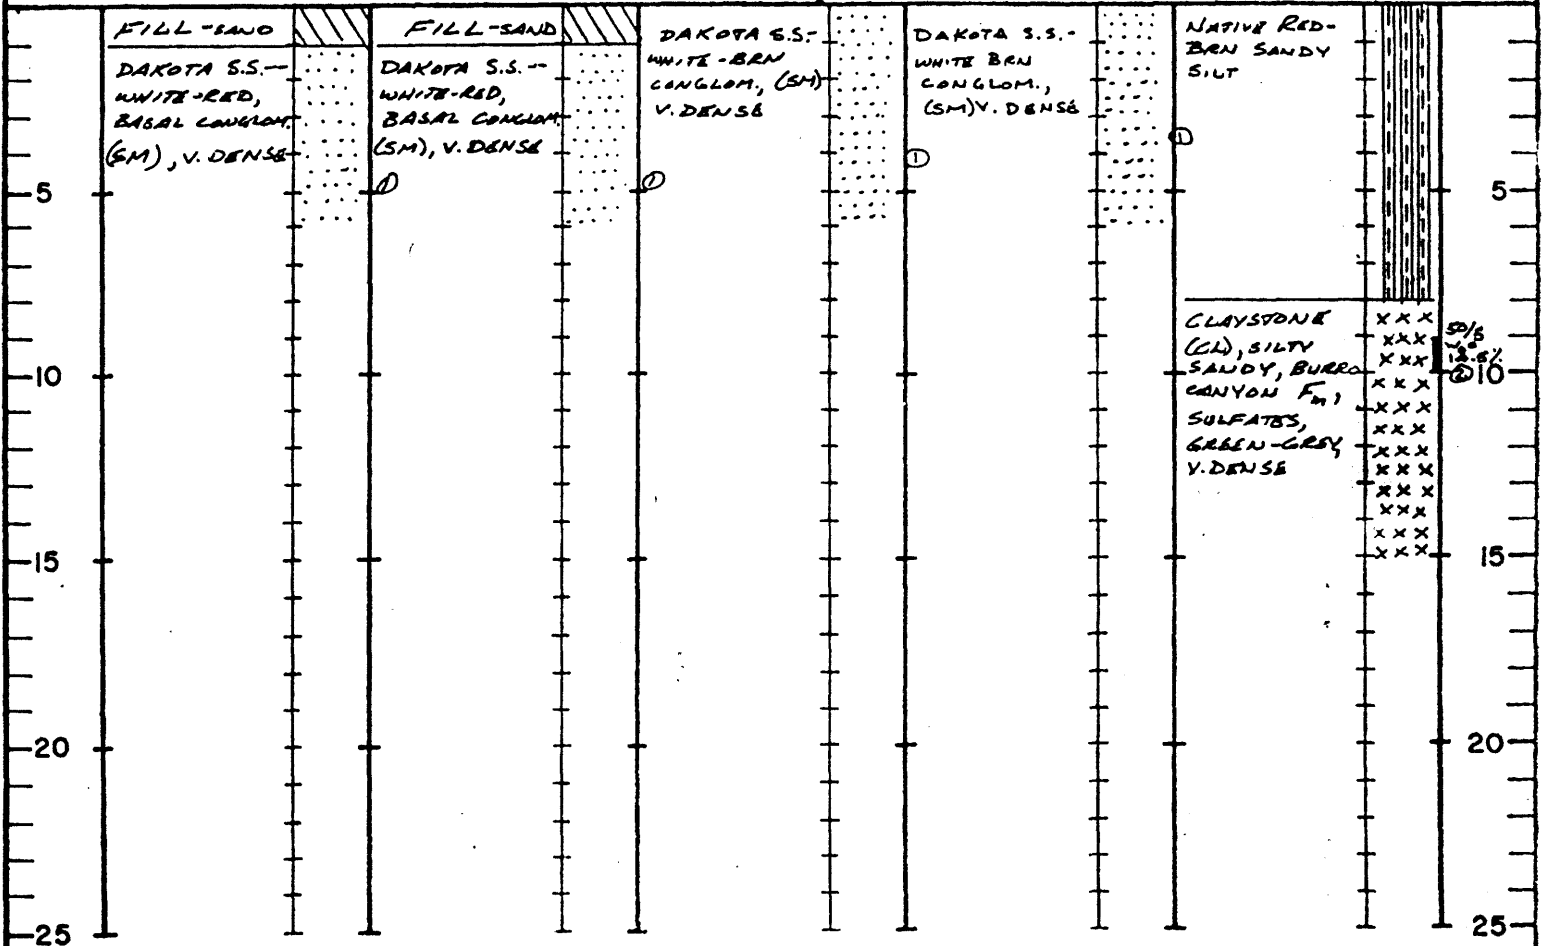 FILL-SAND
DAKOTA S.S.--
WHITE-RED,
BASAL CONGLOM.
(SM), V. DENSE
FILL-SAND
DAKOTA S.S.--
WHITE-RED,
BASAL CONGLOM.
(SM), V. DENSE
①
DAKOTA S.S.-
WHITE-BRN
CONGLOM., (SM)
V. DENSE
①
DAKOTA S.S.-
WHITE BRN
CONGLOM.,
(SM) V. DENSE
①
NATIVE RED-
BRN SANDY
SILT
①
CLAYSTONE
(CL), SILTY
SANDY, BURRO
CANYON Fm,
SULFATES,
GREEN-GREY,
V. DENSE
50/5
②
5
10
15
20
25
5
10
15
20
25